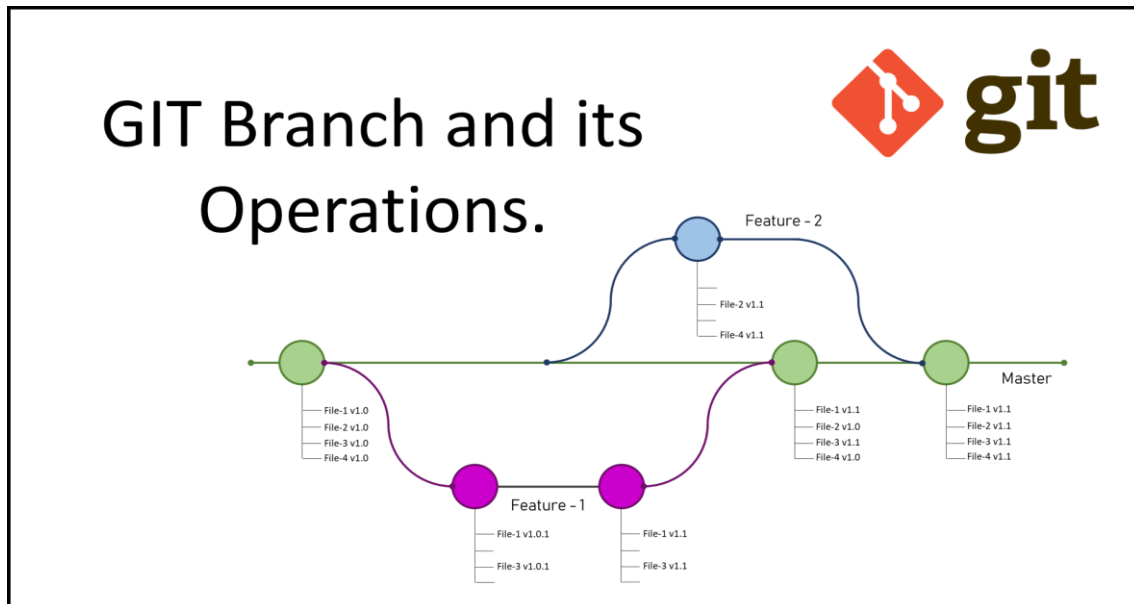 GIT Branch and its
Operations.
git
Feature - 2
File-2 v1.1
File-4 v1.1
Master
File-1 v1.0
File-2 v1.0
File-3 v1.0
File-4 v1.0
File-1 v1.1
File-2 v1.0
File-3 v1.1
File-4 v1.0
File-1 v1.1
File-2 v1.1
File-3 v1.1
File-4 v1.1
Feature - 1
File-1 v1.0.1
File-3 v1.0.1
File-1 v1.1
File-3 v1.1